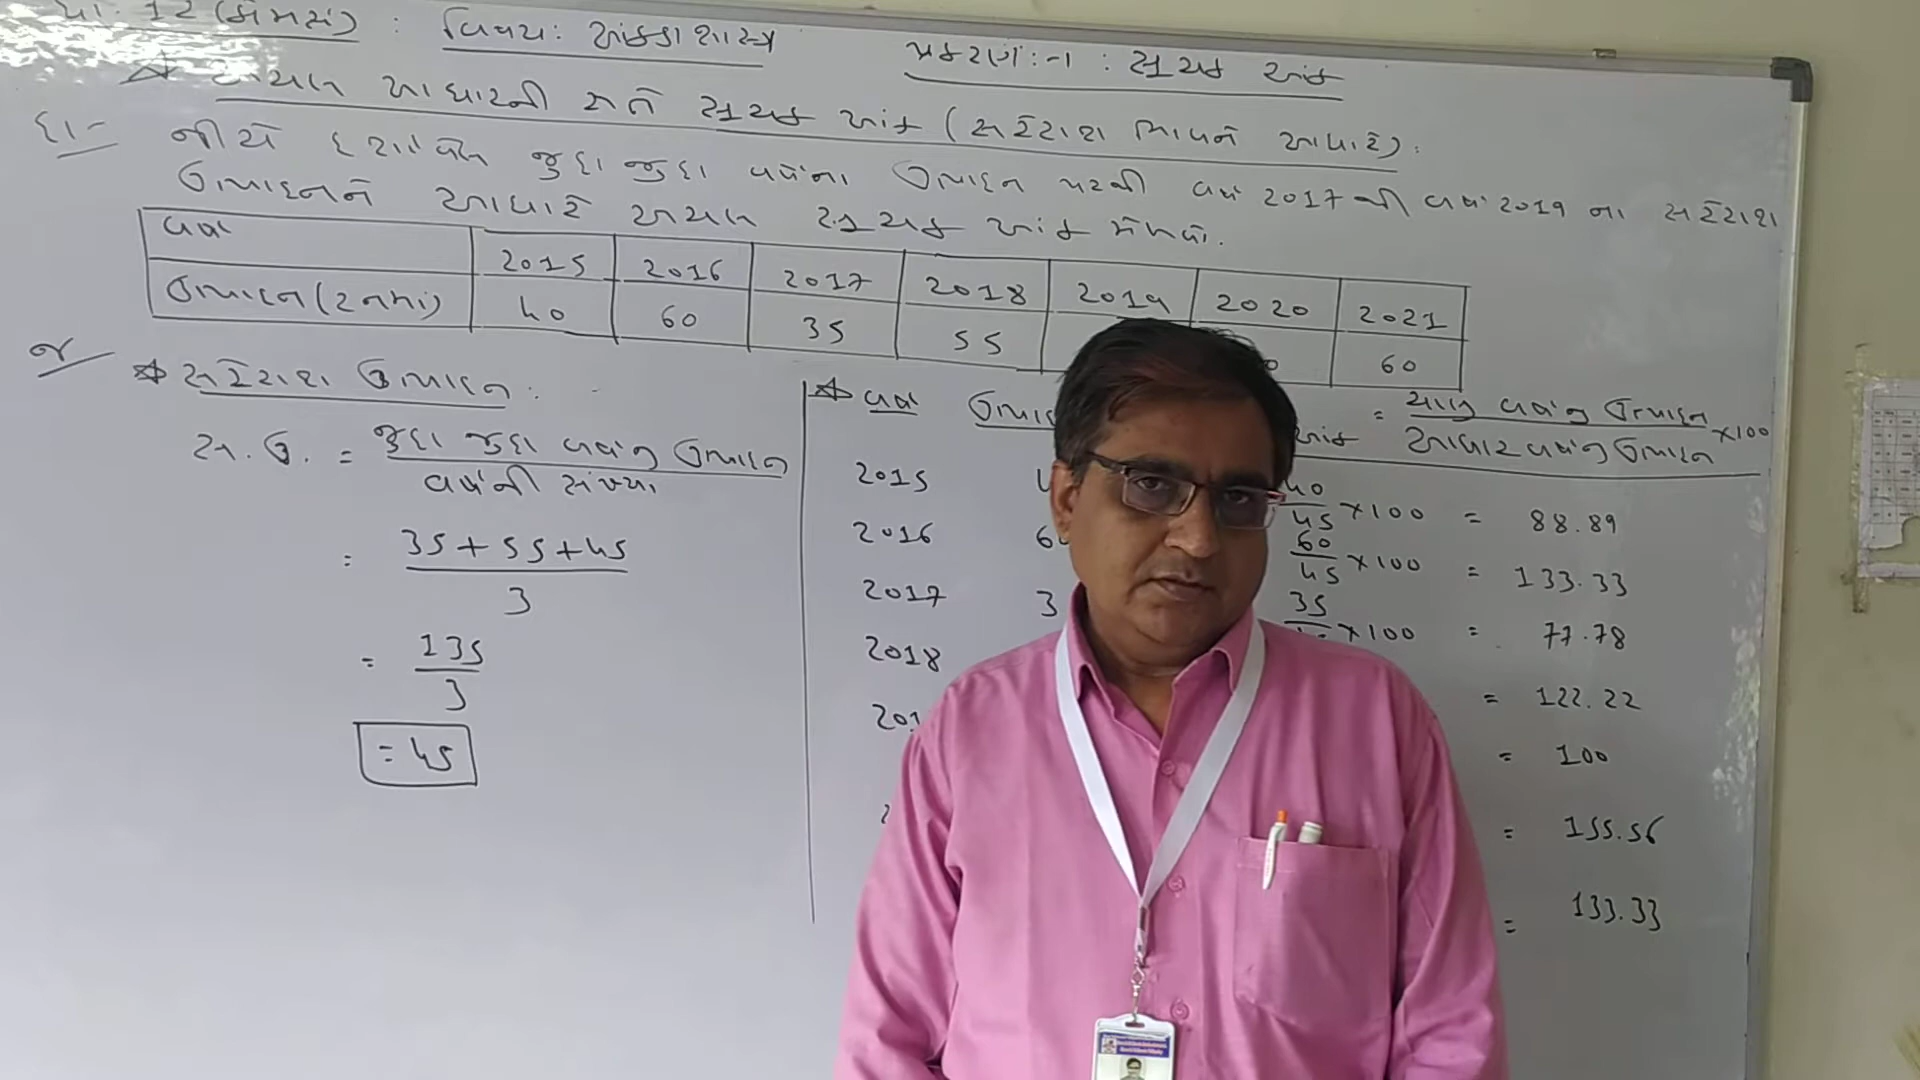 ધો. 12 (કોમર્સ) : વિષય: આંકડાશાસ્ત્ર પ્રકરણ:-1 : સૂચક અંક
અચલ આધારની રીતે સૂચક અંક (સરેરાશ ભાવને આધારે):
દા- નીચે દર્શાવેલ જુદા જુદા વર્ષના ઉત્પાદન પરથી વર્ષ 2017 થી વર્ષ 2019 ના સરેરાશ
ઉત્પાદનને આધારે અચલ સૂચક અંક મેળવો.
વર્ષ 2015 2016 2017 2018 2019 2020 2021
ઉત્પાદન (ટનમાં) 40 60 35 55 60
જ
સરેરાશ ઉત્પાદન:
સ. ઉ. = જુદા જુદા વર્ષનું ઉત્પાદન
વર્ષની સંખ્યા
= 35 + 55 + 45
3
= 135
3
= 45
વર્ષ = ચાલુ વર્ષનું ઉત્પાદન ×100
અંક આધાર વર્ષનું ઉત્પાદન
2015 40
45 ×100 = 88.89
2016 60
45 ×100 = 133.33
2017 35
×100 = 77.78
2018 = 122.22
= 100
= 155.56
= 133.33